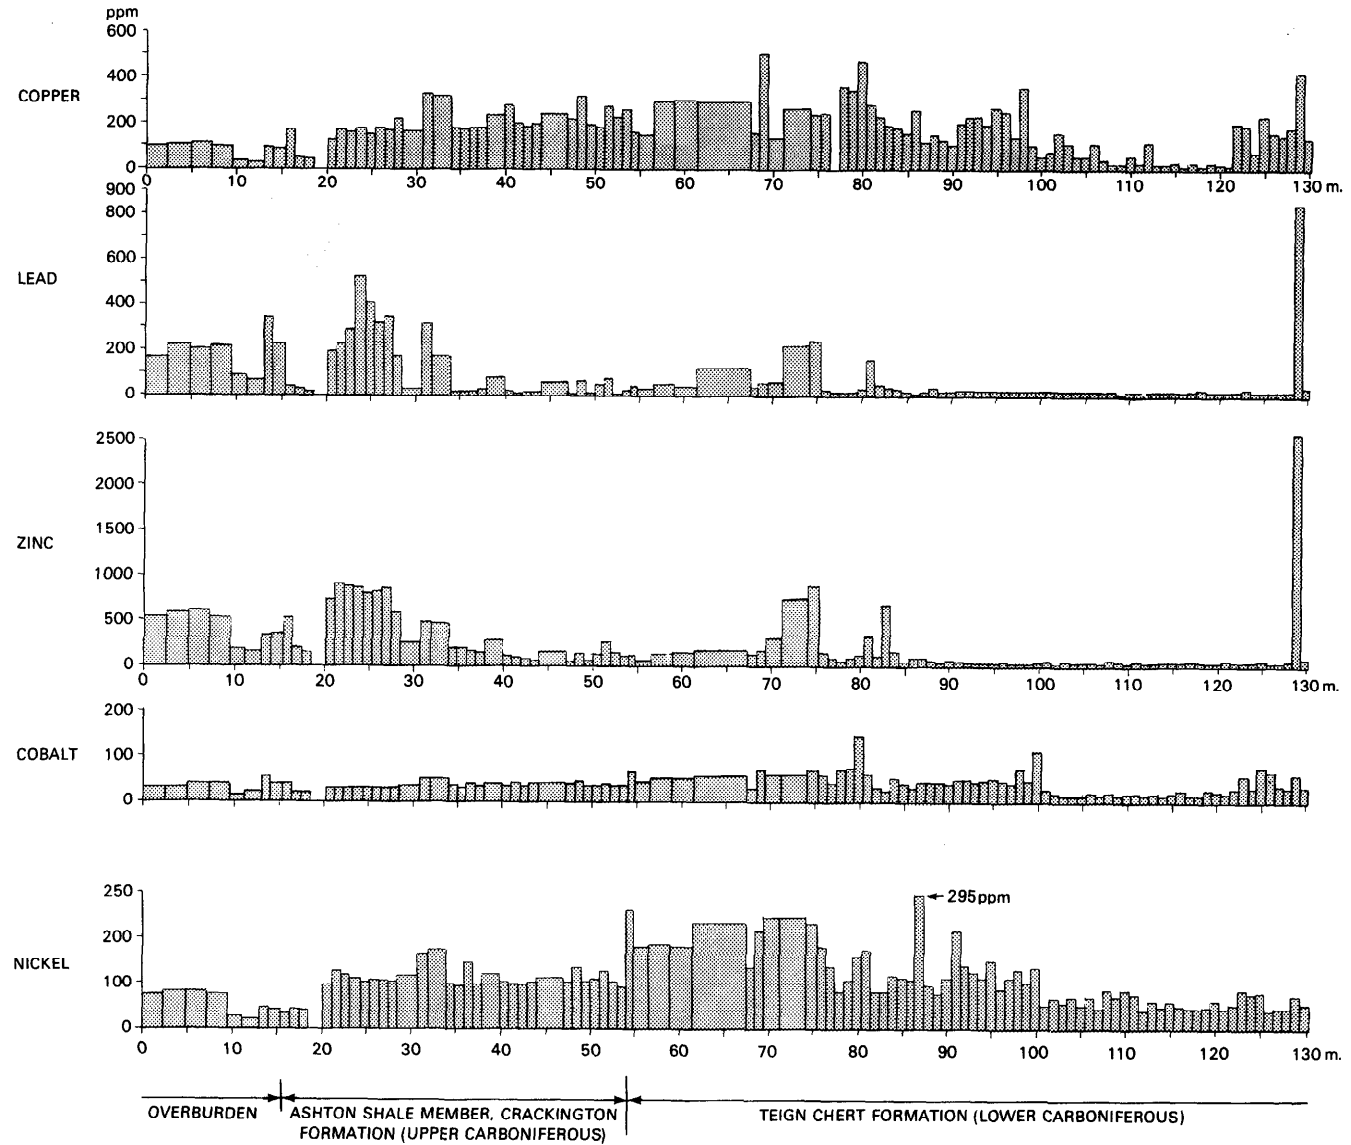 ppm
600
400
200
0
COPPER
0 10 20 30 40 50 60 70 80 90 100 110 120 130 m.
900
800
600
400
200
0
LEAD
2500
2000
1500
1000
500
0
ZINC
0 10 20 30 40 50 60 70 80 90 100 110 120 130 m.
200
100
0
COBALT
250
200
100
0
NICKEL
295ppm
0 10 20 30 40 50 60 70 80 90 100 110 120 130 m.
OVERBURDEN
ASHTON SHALE MEMBER, CRACKINGTON
FORMATION (UPPER CARBONIFEROUS)
TEIGN CHERT FORMATION (LOWER CARBONIFEROUS)